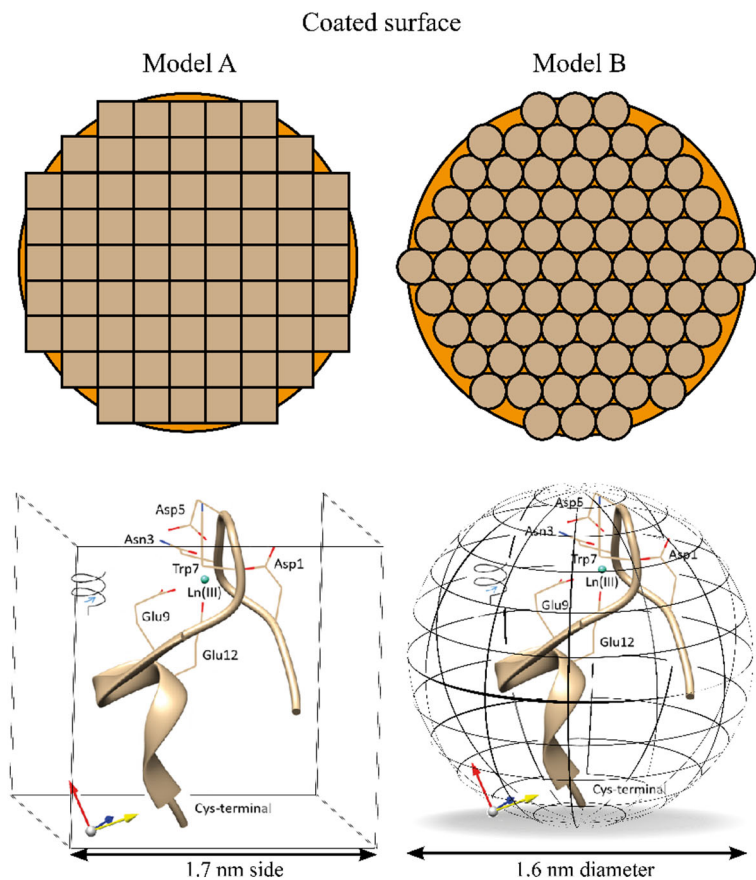 Coated surface
Model A
Model B
Asp5
Asn3
Trp7
Asp1
Ln(III)
Glu9
Glu12
Cys-terminal
1.7 nm side
Asp5
Asn3
Trp7
Asp1
Ln(III)
Glu9
Glu12
Cys-terminal
1.6 nm diameter